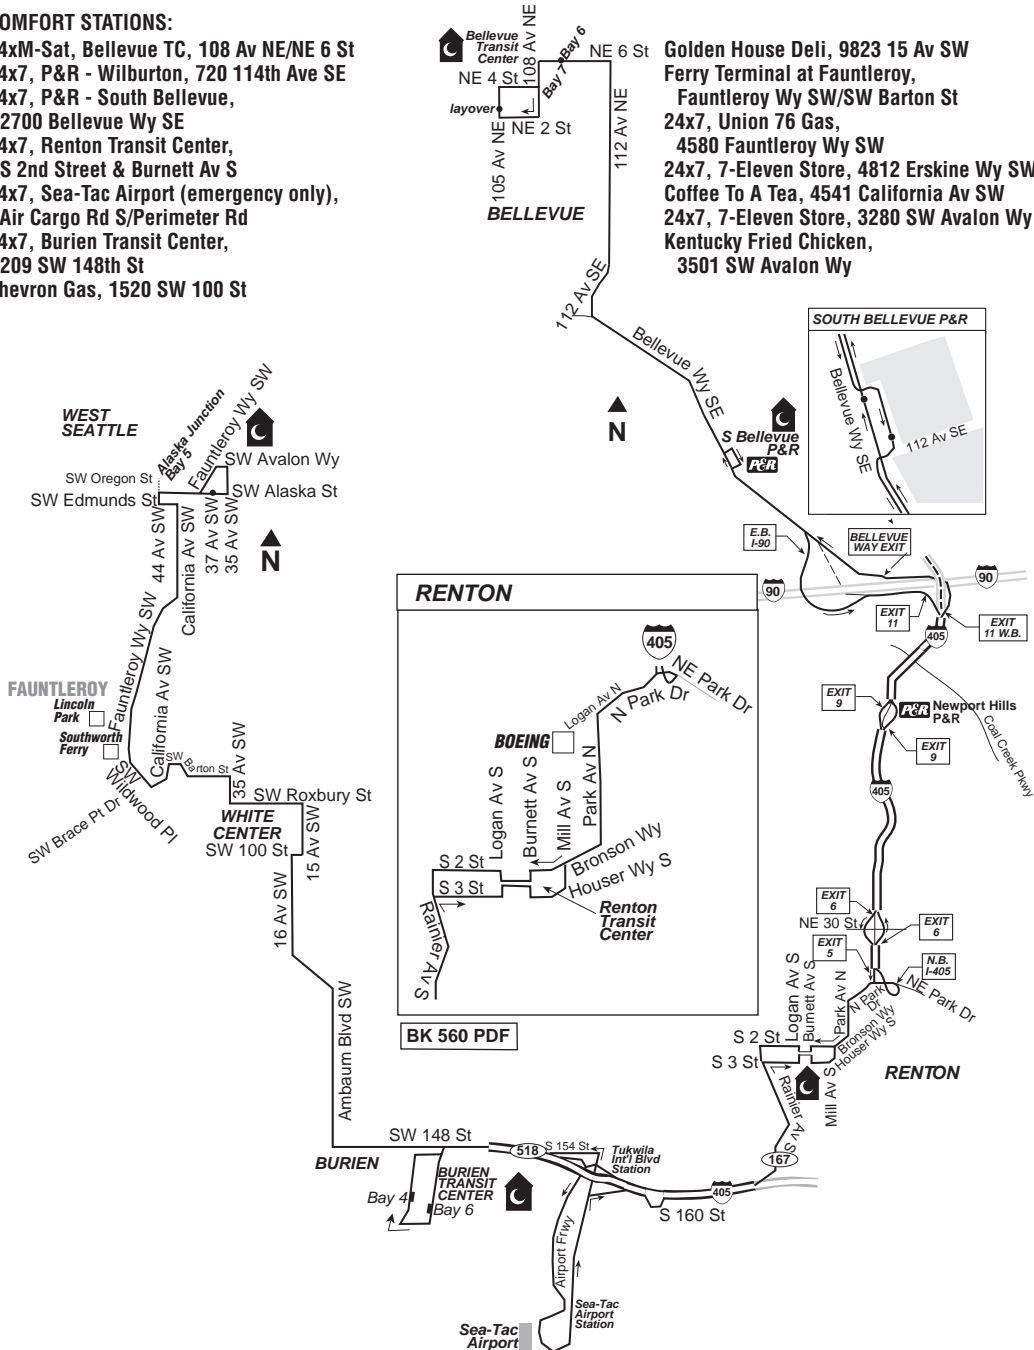 OMFORT STATIONS:
4xM-Sat, Bellevue TC, 108 Av NE/NE 6 St
4x7, P&R - Wilburton, 720 114th Ave SE
4x7, P&R - South Bellevue,
2700 Bellevue Wy SE
4x7, Renton Transit Center,
S 2nd Street & Burnett Av S
4x7, Sea-Tac Airport (emergency only),
Air Cargo Rd S/Perimeter Rd
4x7, Burien Transit Center,
209 SW 148th St
hevron Gas, 1520 SW 100 St
Golden House Deli, 9823 15 Av SW
Ferry Terminal at Fauntleroy,
Fauntleroy Wy SW/SW Barton St
24x7, Union 76 Gas,
4580 Fauntleroy Wy SW
24x7, 7-Eleven Store, 4812 Erskine Wy SW
Coffee To A Tea, 4541 California Av SW
24x7, 7-Eleven Store, 3280 SW Avalon Wy
Kentucky Fried Chicken,
3501 SW Avalon Wy
Bellevue
Transit
Center
108 Av NE
Bay 6
NE 6 St
NE 4 St
Bay 7
layover
NE 2 St
105 Av NE
112 Av NE
BELLEVUE
112 Av SE
Bellevue Wy SE
N
S Bellevue
P&R
P&R
SOUTH BELLEVUE P&R
Bellevue Wy SE
112 Av SE
E.B.
I-90
BELLEVUE
WAY EXIT
90
90
EXIT
11
EXIT
11 W.B.
405
EXIT
9
P&R
Newport Hills
P&R
EXIT
9
Coal Creek Pkwy
405
EXIT
6
NE 30 St
EXIT
6
EXIT
5
N.B.
I-405
NE Park Dr
N Park
Dr
Logan Av S
Burnett Av S
Park Av N
Bronson Wy
Houser Wy S
S 2 St
S 3 St
Mill Av S
RENTON
Rainier Av S
167
WEST
SEATTLE
Alaska Junction
Bay 5
Fauntleroy Wy SW
SW Avalon Wy
SW Oregon St
SW Edmunds St
SW Alaska St
44 Av SW
California Av SW
37 Av SW
35 Av SW
N
Fauntleroy Wy SW
FAUNTLEROY
Lincoln
Park
Southworth
Ferry
California Av SW
SW
Barton St
35 Av SW
SW
Wildwood Pl
SW Brace Pt Dr
SW Roxbury St
WHITE
CENTER
SW 100 St
15 Av SW
16 Av SW
Ambaum Blvd SW
RENTON
405
NE Park Dr
Logan Av N
N Park Dr
BOEING
Logan Av S
Burnett Av S
Mill Av S
Park Av N
Bronson Wy
Houser Wy S
S 2 St
S 3 St
Renton
Transit
Center
Rainier Av S
BK 560 PDF
SW 148 St
BURIEN
BURIEN
TRANSIT
CENTER
Bay 4
Bay 6
518
S 154 St
Tukwila
Int'l Blvd
Station
405
S 160 St
Airport Frwy
Sea-Tac
Airport
Station
Sea-Tac
Airport